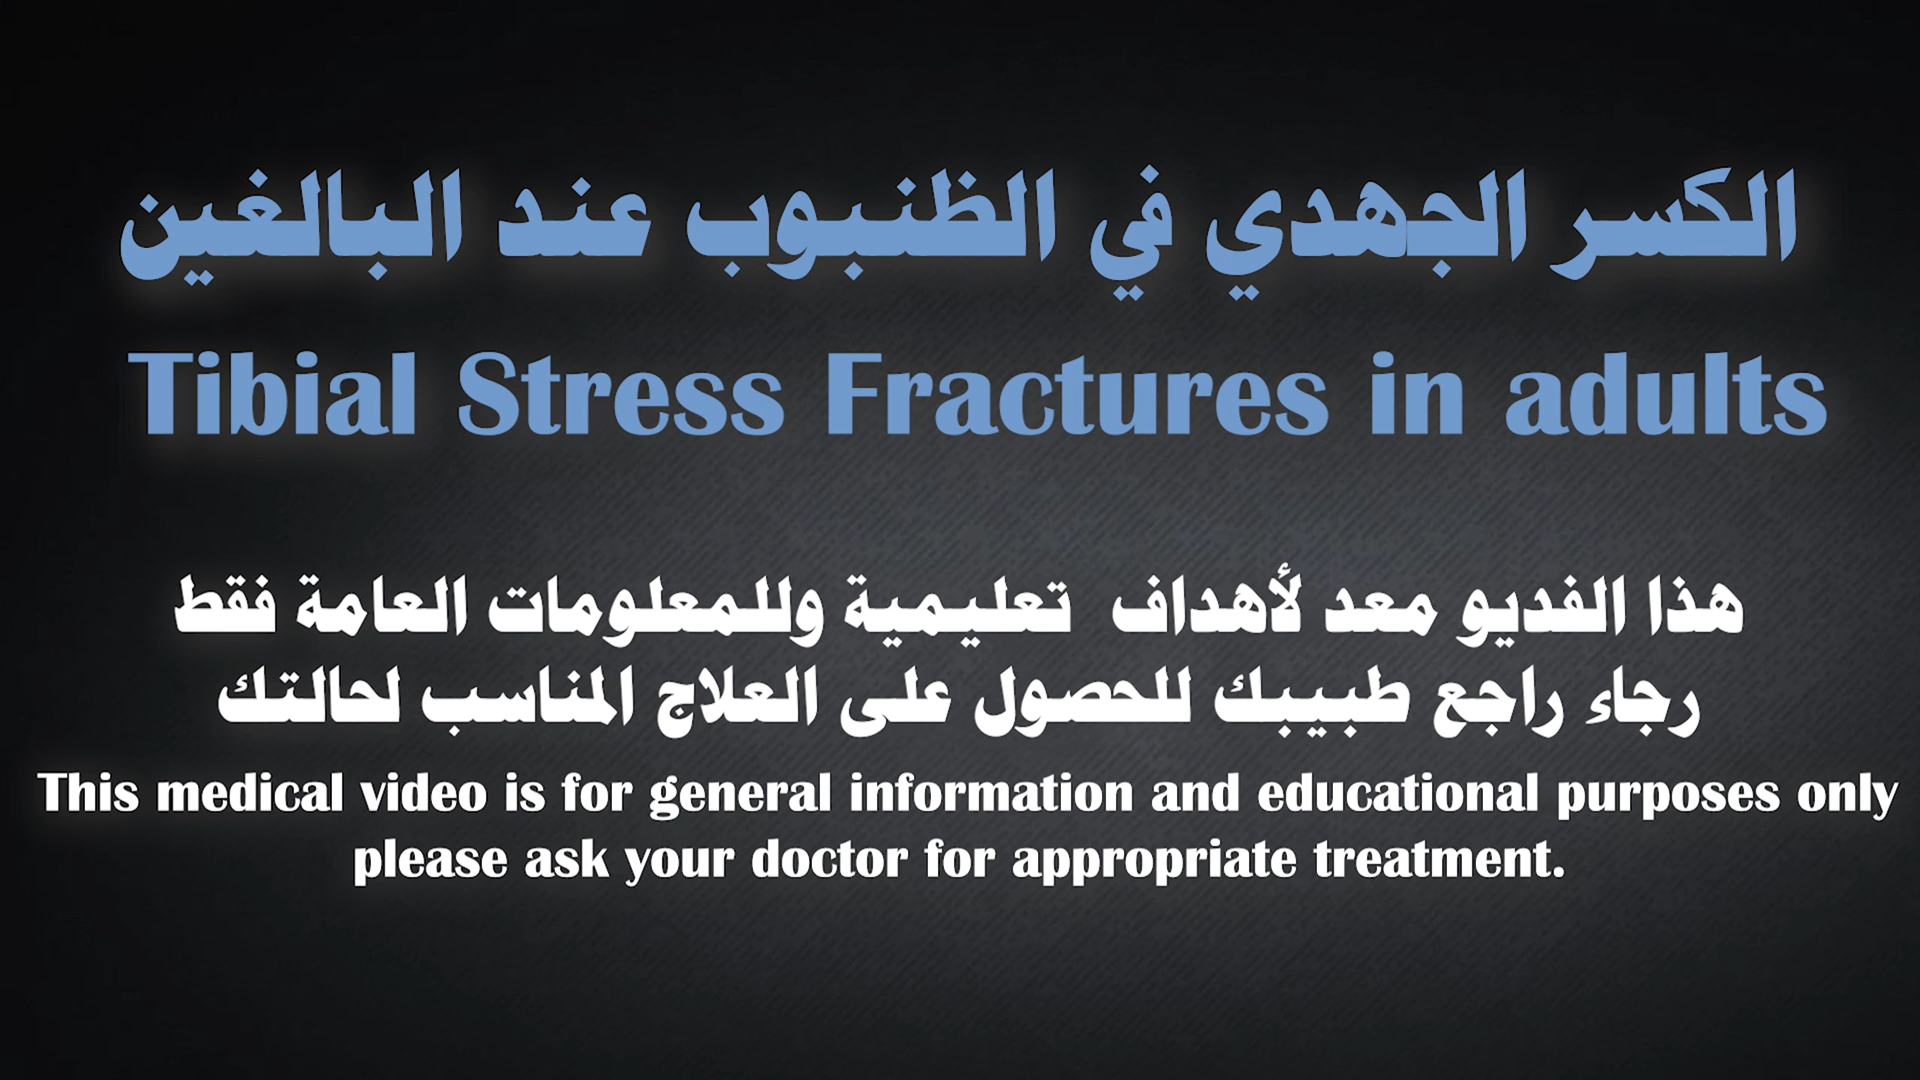 الكسر الجهدي في الظنبوب عند البالغين
Tibial Stress Fractures in adults
هذا الفديو معد لأهداف تعليمية وللمعلومات العامة فقط
رجاء راجع طبيبك للحصول على العلاج المناسب لحالتك
This medical video is for general information and educational purposes only
please ask your doctor for appropriate treatment.